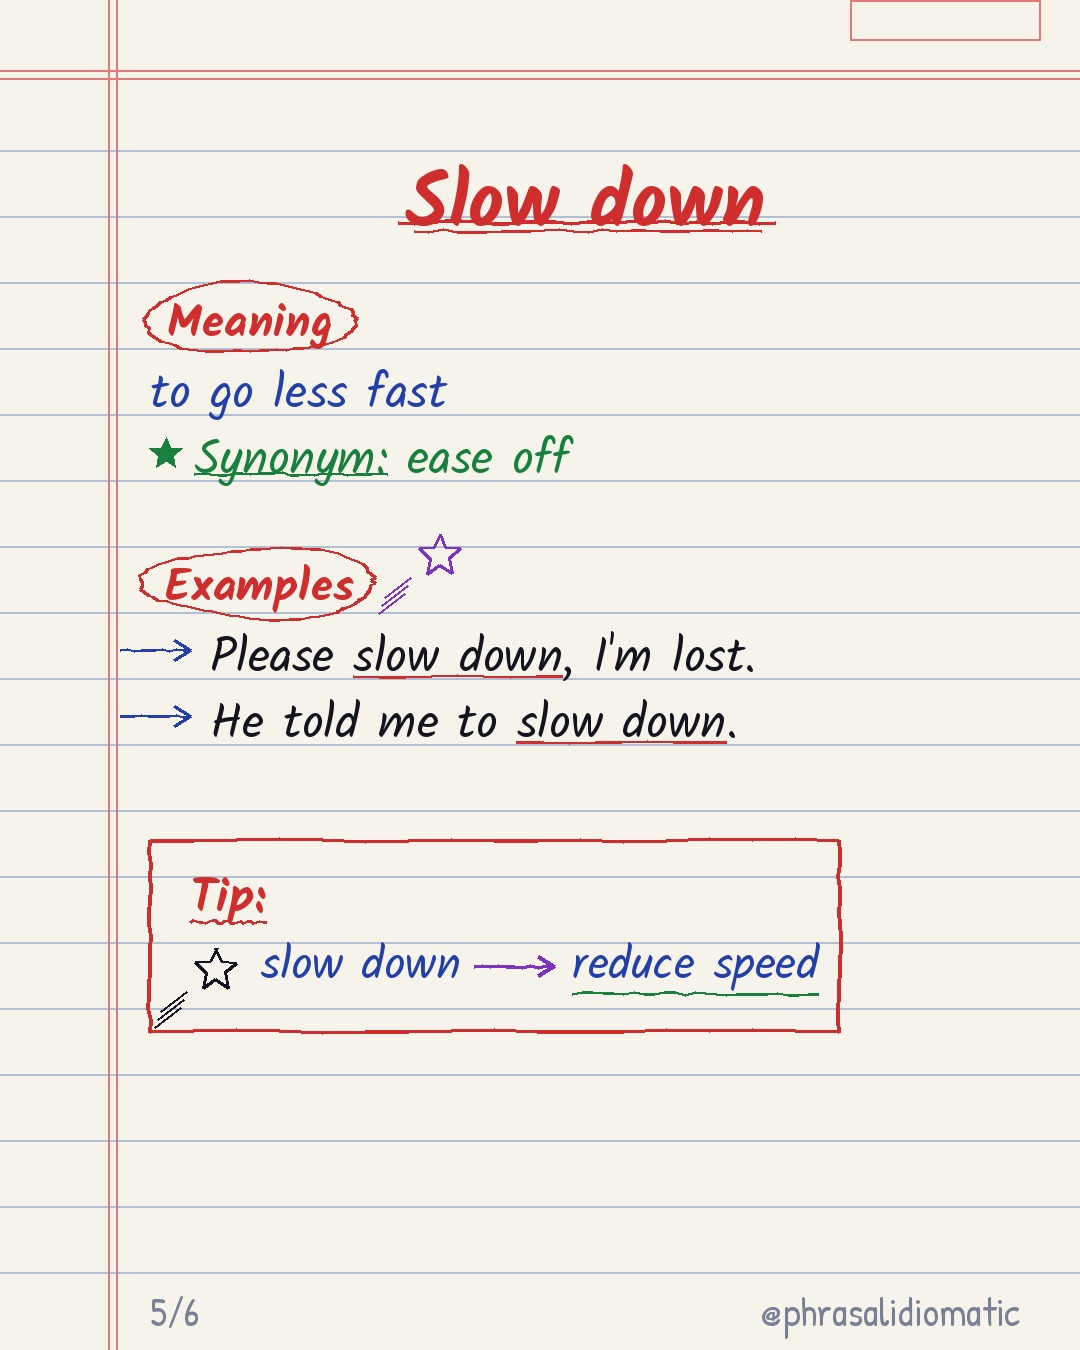 Slow down
Meaning
to go less fast
★ Synonym: ease off
Examples
→ Please slow down, I'm lost.
→ He told me to slow down.
Tip:
☆ slow down → reduce speed
5/6
@phrasalidiomatic